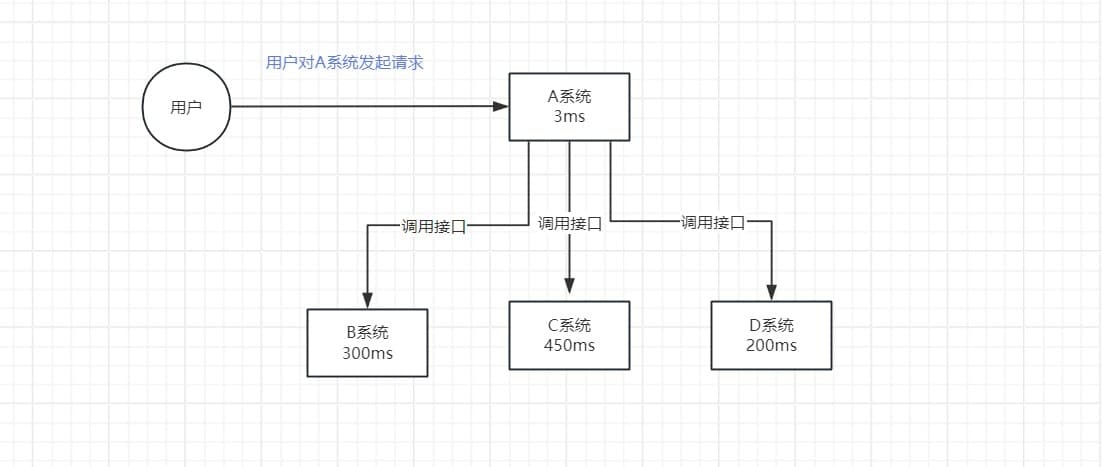 用户对A系统发起请求
用户
A系统
3ms
调用接口
调用接口
调用接口
B系统
300ms
C系统
450ms
D系统
200ms